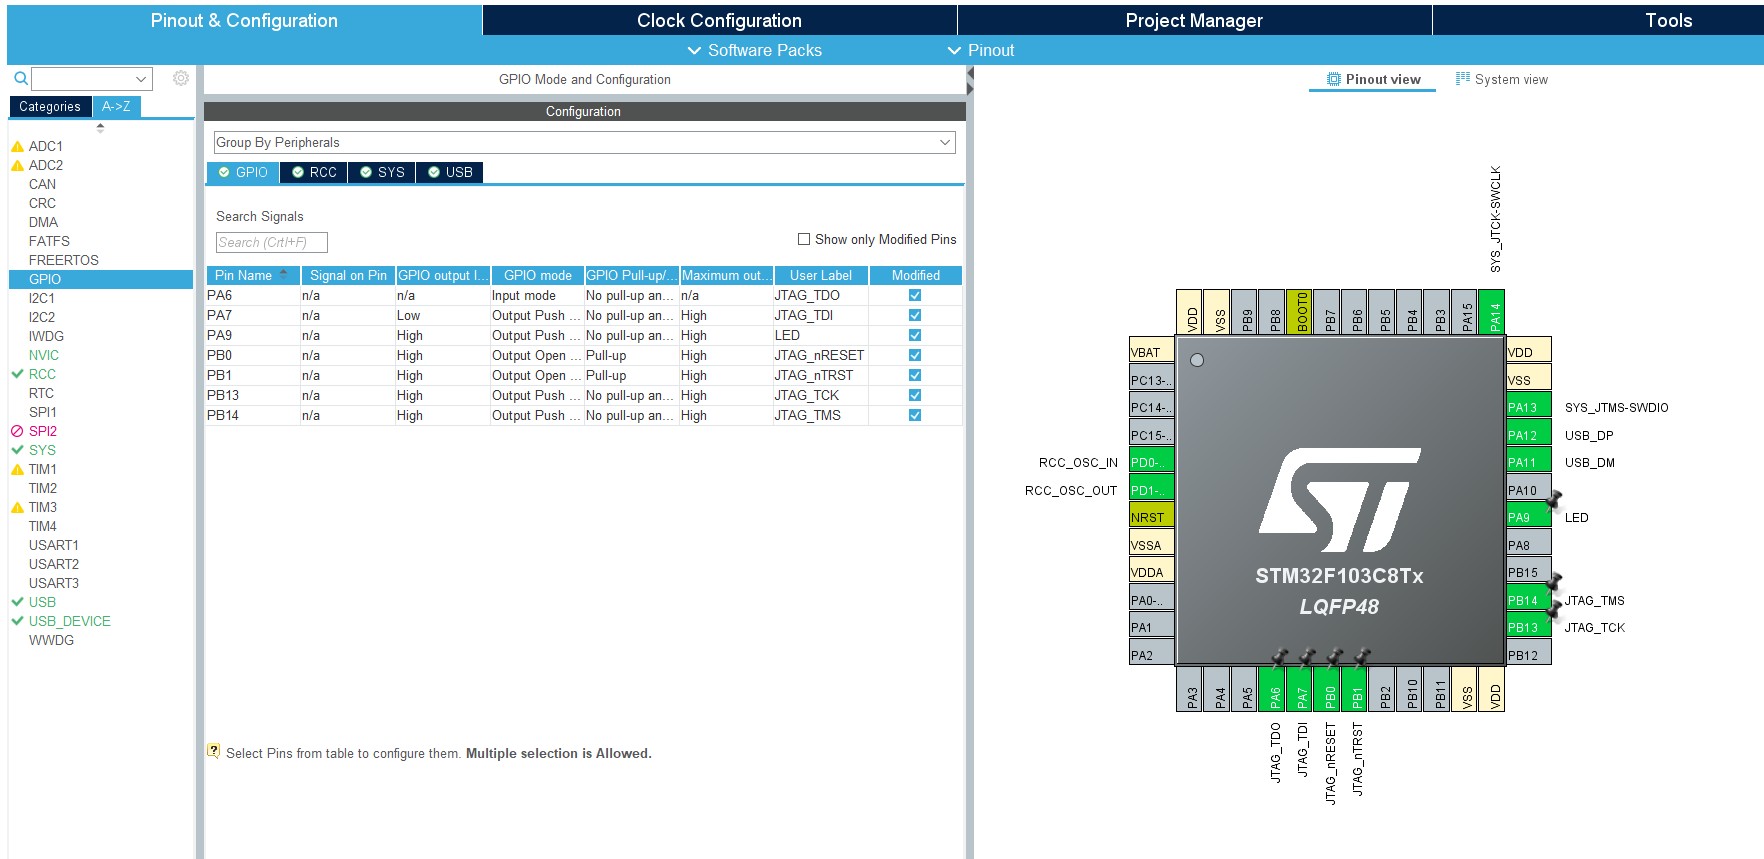 Pinout & Configuration
Clock Configuration
Project Manager
Tools
Software Packs
Pinout
Categories
A->Z
ADC1
ADC2
CAN
CRC
DMA
FATFS
FREERTOS
GPIO
I2C1
I2C2
IWDG
NVIC
RCC
RTC
SPI1
SPI2
SYS
TIM1
TIM2
TIM3
TIM4
USART1
USART2
USART3
USB
USB_DEVICE
WWDG
GPIO Mode and Configuration
Configuration
Group By Peripherals
GPIO RCC SYS USB
Search Signals
Search (Crtl+F)
Show only Modified Pins
Pin Name Signal on Pin GPIO output l... GPIO mode GPIO Pull-up/... Maximum out... User Label Modified
PA6 n/a n/a Input mode No pull-up an... n/a JTAG_TDO
PA7 n/a Low Output Push ... No pull-up an... High JTAG_TDI
PA9 n/a High Output Push ... No pull-up an... High LED
PB0 n/a High Output Open ... Pull-up High JTAG_nRESET
PB1 n/a High Output Open ... Pull-up High JTAG_nTRST
PB13 n/a High Output Push ... No pull-up an... High JTAG_TCK
PB14 n/a High Output Push ... No pull-up an... High JTAG_TMS
? Select Pins from table to configure them. Multiple selection is Allowed.
Pinout view
System view
SYS_JTCK-SWCLK
VDD
VSS
PB9
PB8
BOOT0
PB7
PB6
PB5
PB4
PB3
PA15
PA14
VBAT
PC13-..
PC14-..
PC15-..
RCC_OSC_IN PD0-..
RCC_OSC_OUT PD1-..
NRST
VSSA
VDDA
PA0-..
PA1
PA2
ST
STM32F103C8Tx
LQFP48
VDD
VSS
PA13 SYS_JTMS-SWDIO
PA12 USB_DP
PA11 USB_DM
PA10
PA9 LED
PA8
PB15
PB14 JTAG_TMS
PB13 JTAG_TCK
PB12
PA3
PA4
PA5
PA6
PA7
PB0
PB1
PB2
PB10
PB11
VSS
VDD
JTAG_TDO
JTAG_TDI
JTAG_nRESET
JTAG_nTRST